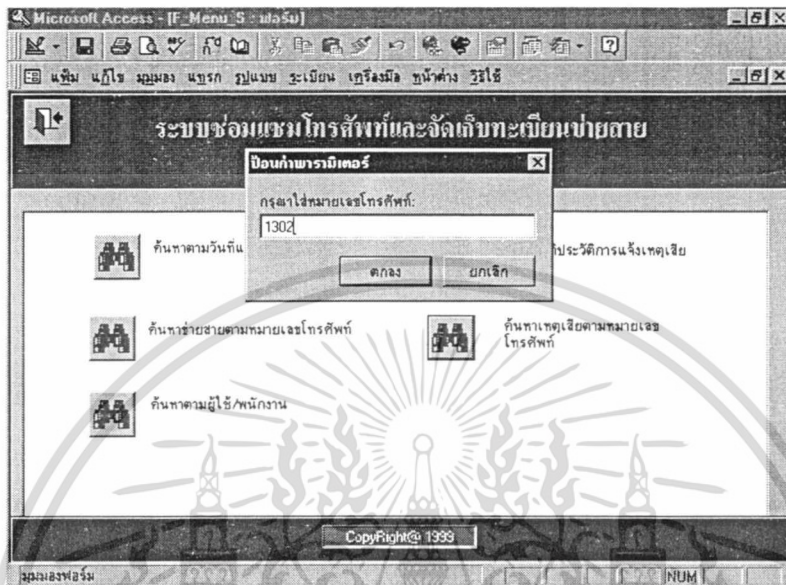 Microsoft Access - [F_Menu_S : ฟอร์ม]
แฟ้ม แก้ไข มุมมอง แทรก รูปแบบ ระเบียน เครื่องมือ หน้าต่าง วิธีใช้
ระบบซ่อมแซมโทรศัพท์และจัดเก็บทะเบียนข่ายสาย
ป้อนค่าพารามิเตอร์
กรุณาใส่หมายเลขโทรศัพท์:
1302
ตกลง ยกเลิก
ค้นหาตามวันที่แ
ประวัติการแจ้งเหตุเสีย
ค้นหาข่ายสายตามหมายเลขโทรศัพท์
ค้นหาเหตุเสียตามหมายเลข
โทรศัพท์
ค้นหาตามผู้ใช้/พนักงาน
CopyRight@ 1999
มุมมองฟอร์ม NUM